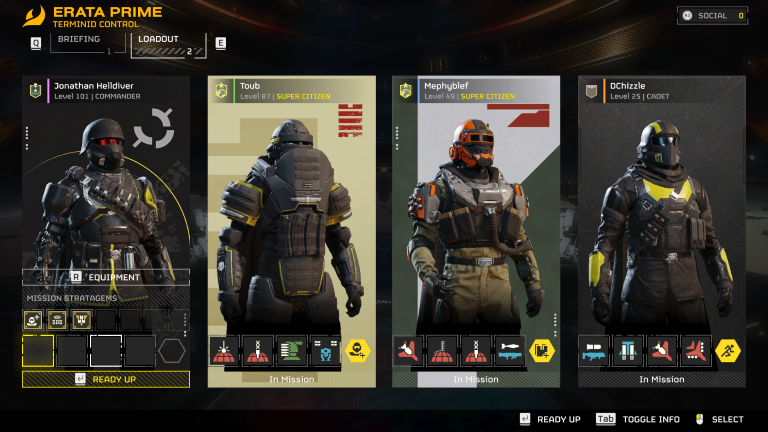 ERATA PRIME
TERMINID CONTROL
SOCIAL 0
Q BRIEFING 1 LOADOUT 2 E
Jonathan Helldiver
Level 101 | COMMANDER
Toub
Level 87 | SUPER CITIZEN
Mephyblef
Level 49 | SUPER CITIZEN
DChizzle
Level 25 | CADET
R EQUIPMENT
MISSION STRATAGEMS
SOS
READY UP
In Mission
In Mission
In Mission
READY UP Tab TOGGLE INFO SELECT